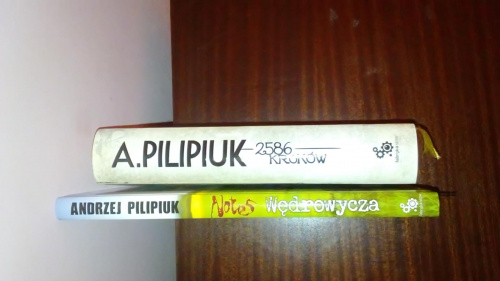 A.PILIPIUK 2586
KROKÓW
ANDRZEJ PILIPIUK Notes Wędrowycza